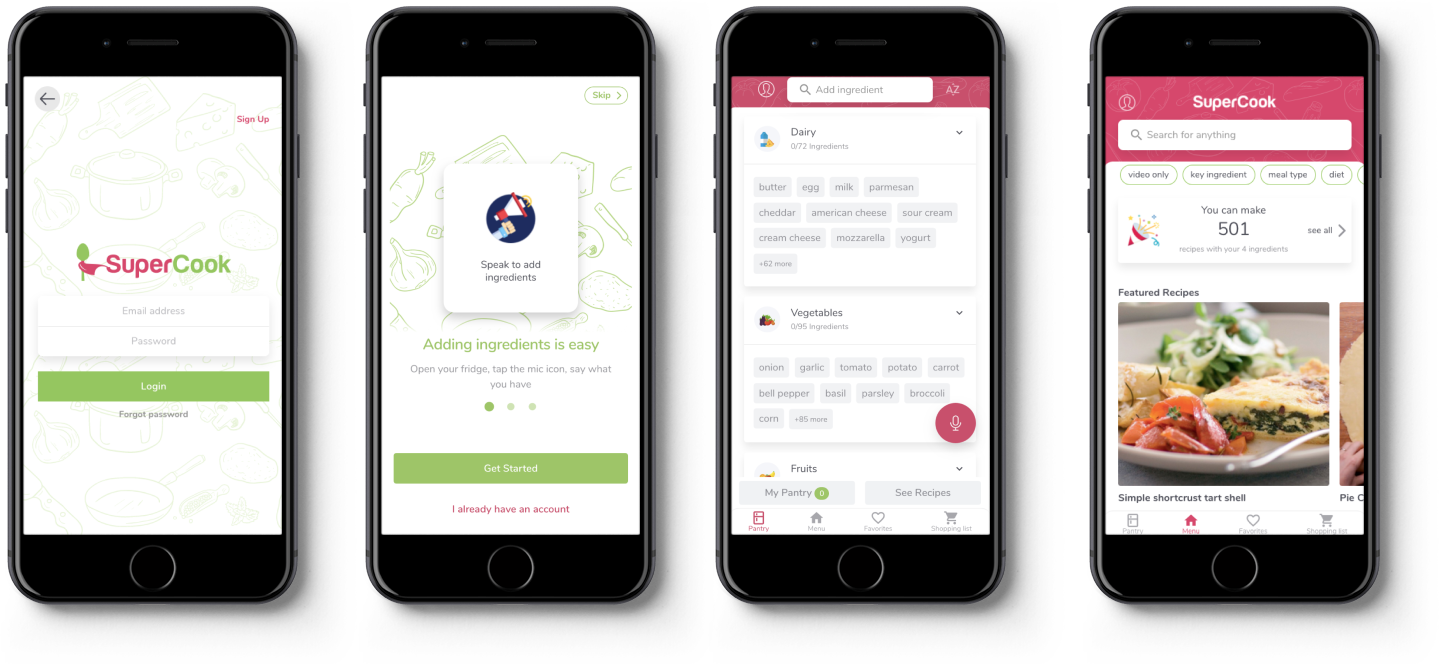 Sign Up
SuperCook
Email address
Password
Login
Forgot password
Skip
Speak to add
ingredients
Adding ingredients is easy
Open your fridge, tap the mic icon, say what
you have
Get Started
I already have an account
Add ingredient
AZ
Dairy
0/72 Ingredients
butter egg milk parmesan
cheddar american cheese sour cream
cream cheese mozzarella yogurt
+62 more
Vegetables
0/95 Ingredients
onion garlic tomato potato carrot
bell pepper basil parsley broccoli
corn +85 more
Fruits
My Pantry 0 See Recipes
Pantry Menu Favorites Shopping list
SuperCook
Search for anything
video only key ingredient meal type diet
You can make
501
see all
recipes with your 4 ingredients
Featured Recipes
Simple shortcrust tart shell Pie C
Pantry Menu Favorites Shopping list